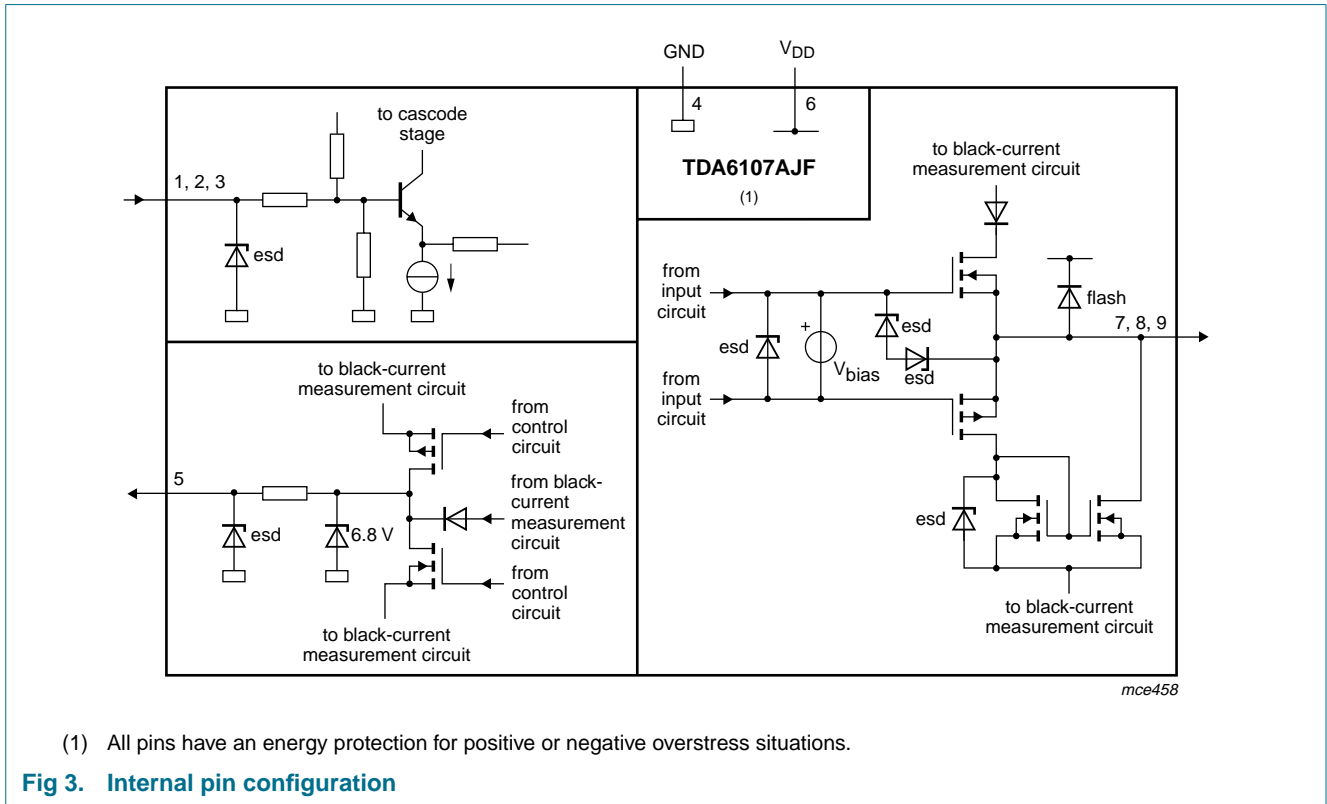 GND
VDD
4
6
TDA6107AJF
(1)
to cascode
stage
1, 2, 3
esd
to black-current
measurement circuit
5
esd
6.8 V
from
control
circuit
from black-
current
measurement
circuit
from
control
circuit
to black-current
measurement circuit
to black-current
measurement circuit
from
input
circuit
from
input
circuit
esd
+
Vbias
esd
esd
flash
7, 8, 9
esd
to black-current
measurement circuit
mce458
(1) All pins have an energy protection for positive or negative overstress situations.
Fig 3. Internal pin configuration